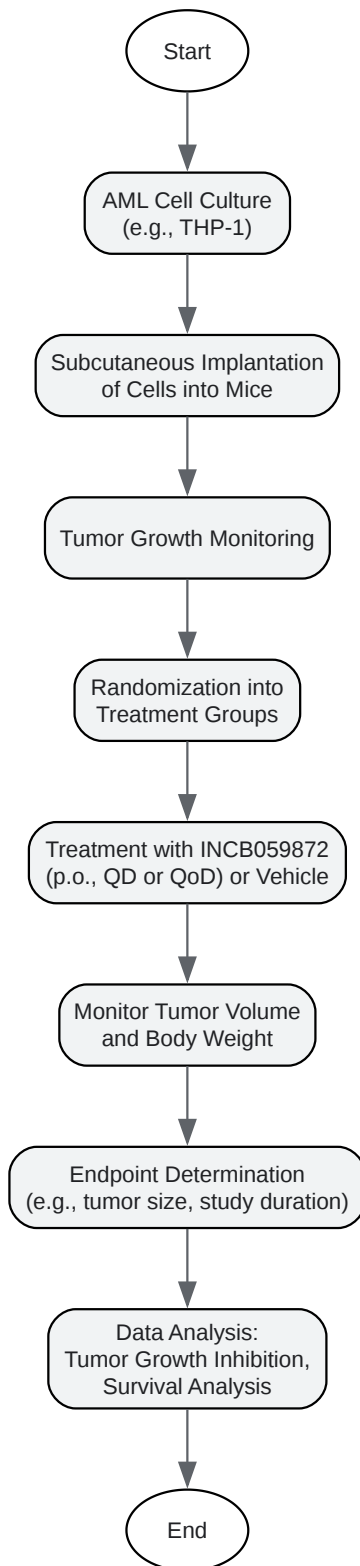 Start
AML Cell Culture
(e.g., THP-1)
Subcutaneous Implantation
of Cells into Mice
Tumor Growth Monitoring
Randomization into
Treatment Groups
Treatment with INCB059872
(p.o., QD or QoD) or Vehicle
Monitor Tumor Volume
and Body Weight
Endpoint Determination
(e.g., tumor size, study duration)
Data Analysis:
Tumor Growth Inhibition,
Survival Analysis
End